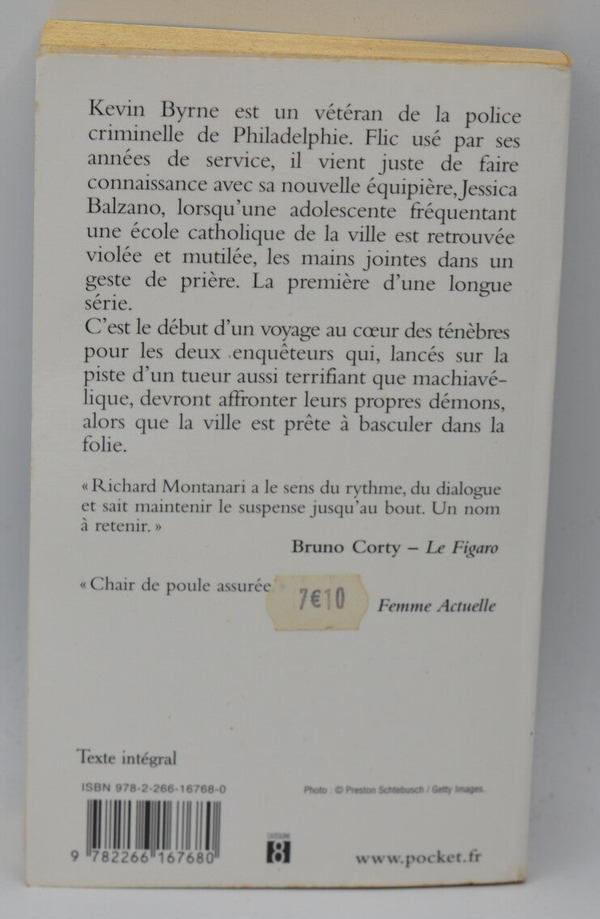 Kevin Byrne est un vétéran de la police
criminelle de Philadelphie. Flic usé par ses
années de service, il vient juste de faire
connaissance avec sa nouvelle équipière, Jessica
Balzano, lorsqu'une adolescente fréquentant
une école catholique de la ville est retrouvée
violée et mutilée, les mains jointes dans un
geste de prière. La première d'une longue
série.
C'est le début d'un voyage au cœur des ténèbres
pour les deux enquêteurs qui, lancés sur la
piste d'un tueur aussi terrifiant que machiavé-
lique, devront affronter leurs propres démons,
alors que la ville est prête à basculer dans la
folie.
« Richard Montanari a le sens du rythme, du dialogue
et sait maintenir le suspense jusqu'au bout. Un nom
à retenir. »
Bruno Corty – Le Figaro
« Chair de poule assurée
7€10
Femme Actuelle
Texte intégral
ISBN 978-2-266-16768-0
Photo : © Preston Schtebusch / Getty Images.
9 782266 167680
CATÉGORIE
8
www.pocket.fr